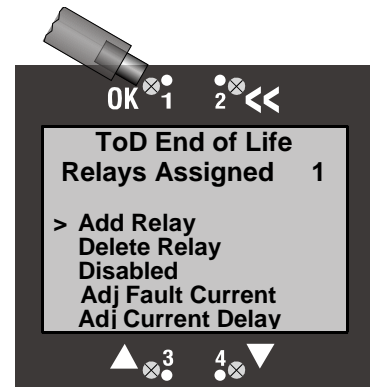 OK 1 2 <<
ToD End of Life
Relays Assigned 1
> Add Relay
Delete Relay
Disabled
Adj Fault Current
Adj Current Delay
3 4